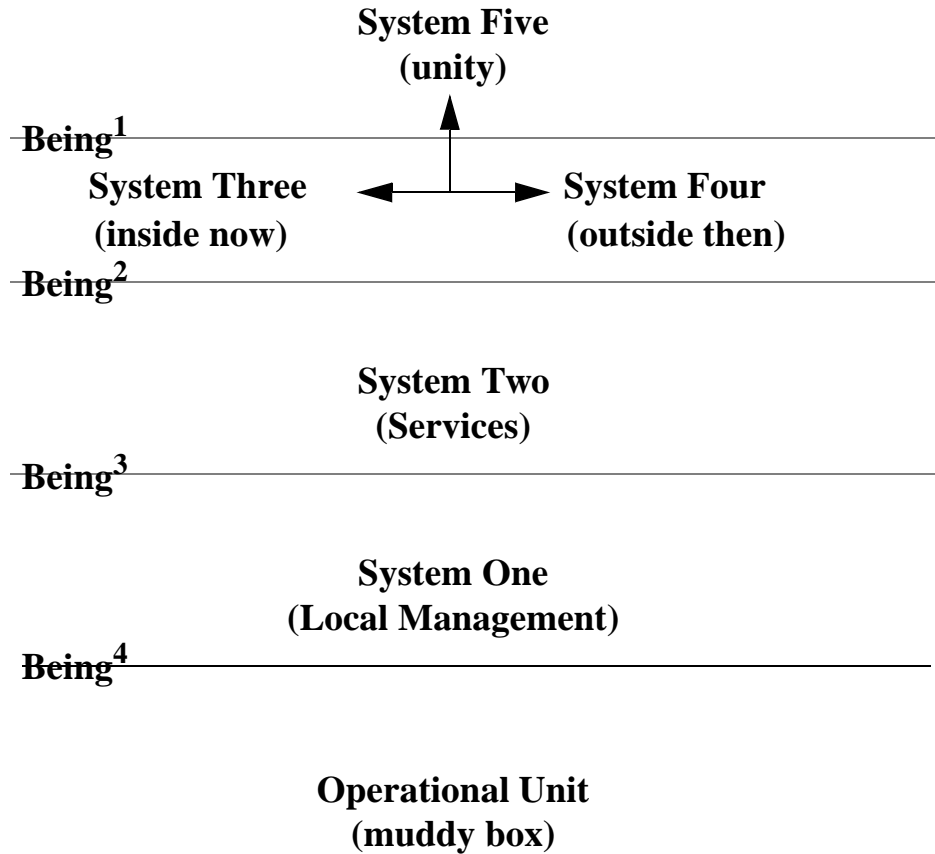 System Five
(unity)
Being¹
System Three System Four
(inside now) (outside then)
Being²
System Two
(Services)
Being³
System One
(Local Management)
Being⁴
Operational Unit
(muddy box)